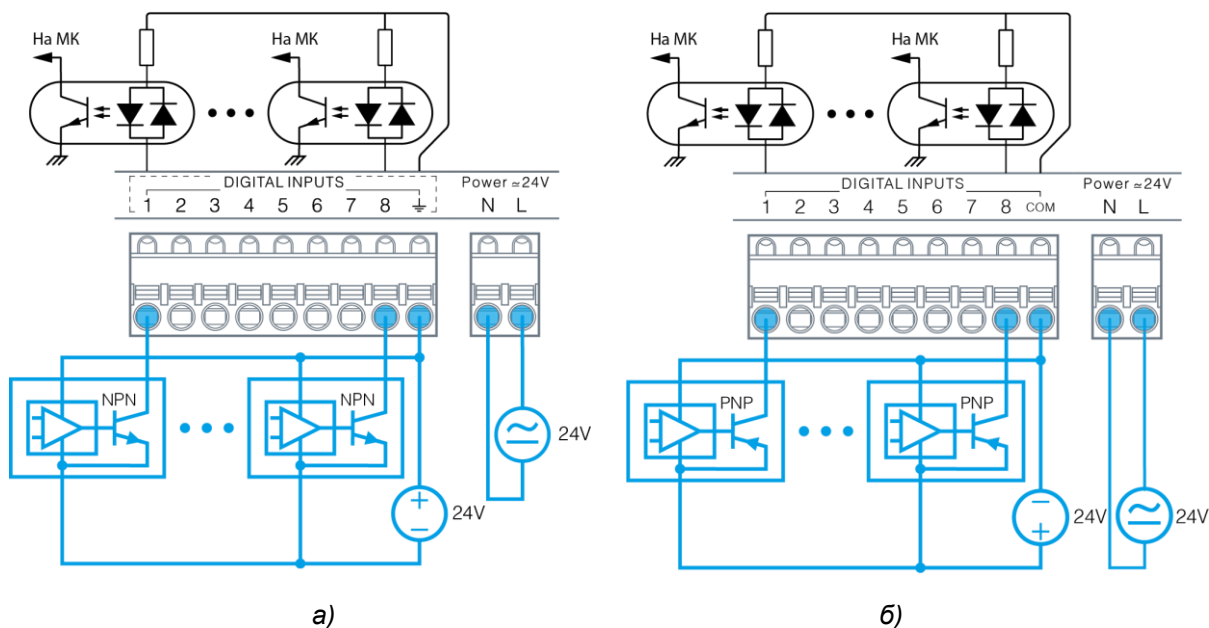 На МК
На МК
DIGITAL INPUTS
Power ≃24V
1 2 3 4 5 6 7 8 ⏚
N L
NPN
NPN
24V
+
−
24V
а)
На МК
На МК
DIGITAL INPUTS
Power ≃24V
1 2 3 4 5 6 7 8 COM
N L
PNP
PNP
−
+
24V
24V
б)